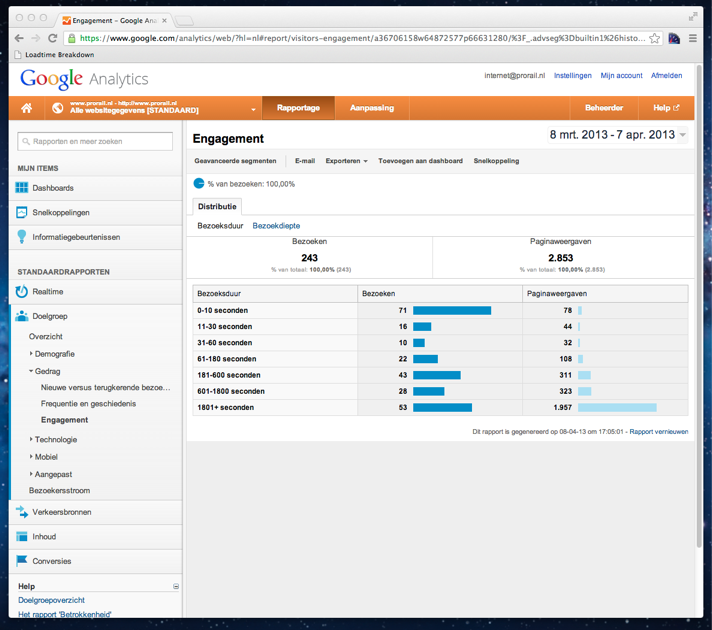 Engagement – Google Analy
https://www.google.com/analytics/web/?hl=nl#report/visitors-engagement/a36706158w64872577p66631280/%3F_.advseg%3Dbuiltin1%26histo...
Loadtime Breakdown
Google Analytics
internet@prorail.nl Instellingen Mijn account Afmelden
www.prorail.nl - http://www.prorail.nl
Alle websitegegevens [STANDAARD]
Rapportage Aanpassing Beheerder Help
Rapporten en meer zoeken
MIJN ITEMS
Dashboards
Snelkoppelingen
Informatiegebeurtenissen
STANDAARDRAPPORTEN
Realtime
Doelgroep
Overzicht
Demografie
Gedrag
Nieuwe versus terugkerende bezoe...
Frequentie en geschiedenis
Engagement
Technologie
Mobiel
Aangepast
Bezoekersstroom
Verkeersbronnen
Inhoud
Conversies
Help
Doelgroepoverzicht
Het rapport 'Betrokkenheid'
Engagement
8 mrt. 2013 - 7 apr. 2013
Geavanceerde segmenten E-mail Exporteren Toevoegen aan dashboard Snelkoppeling
% van bezoeken: 100,00%
Distributie
Bezoeksduur Bezoekdiepte
Bezoeken Paginaweergaven
243 2.853
% van totaal: 100,00% (243) % van totaal: 100,00% (2.853)
Bezoeksduur Bezoeken Paginaweergaven
0-10 seconden 71 78
11-30 seconden 16 44
31-60 seconden 10 32
61-180 seconden 22 108
181-600 seconden 43 311
601-1800 seconden 28 323
1801+ seconden 53 1.957
Dit rapport is gegenereerd op 08-04-13 om 17:05:01 - Rapport vernieuwen